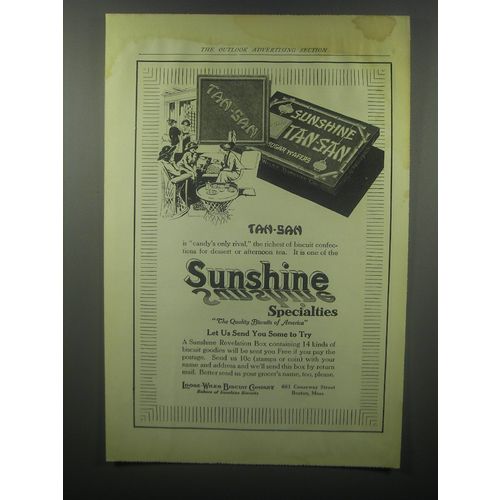 THE OUTLOOK ADVERTISING SECTION
TAN-SAN
SUNSHINE
TAN-SAN
SUGAR WAFERS
TAN-SAN
is "candy's only rival," the richest of biscuit confec-
tions for dessert or afternoon tea. It is one of the
Sunshine
Specialties
"The Quality Biscuits of America"
Let Us Send You Some to Try
A Sunshine Revelation Box containing 14 kinds of
biscuit goodies will be sent you Free if you pay the
postage. Send us 10c (stamps or coin) with your
name and address and we'll send this box by return
mail. Better send us your grocer's name, too, please.
LOOSE-WILES BISCUIT COMPANY 681 Causeway Street
Bakers of Sunshine Biscuits Boston, Mass.